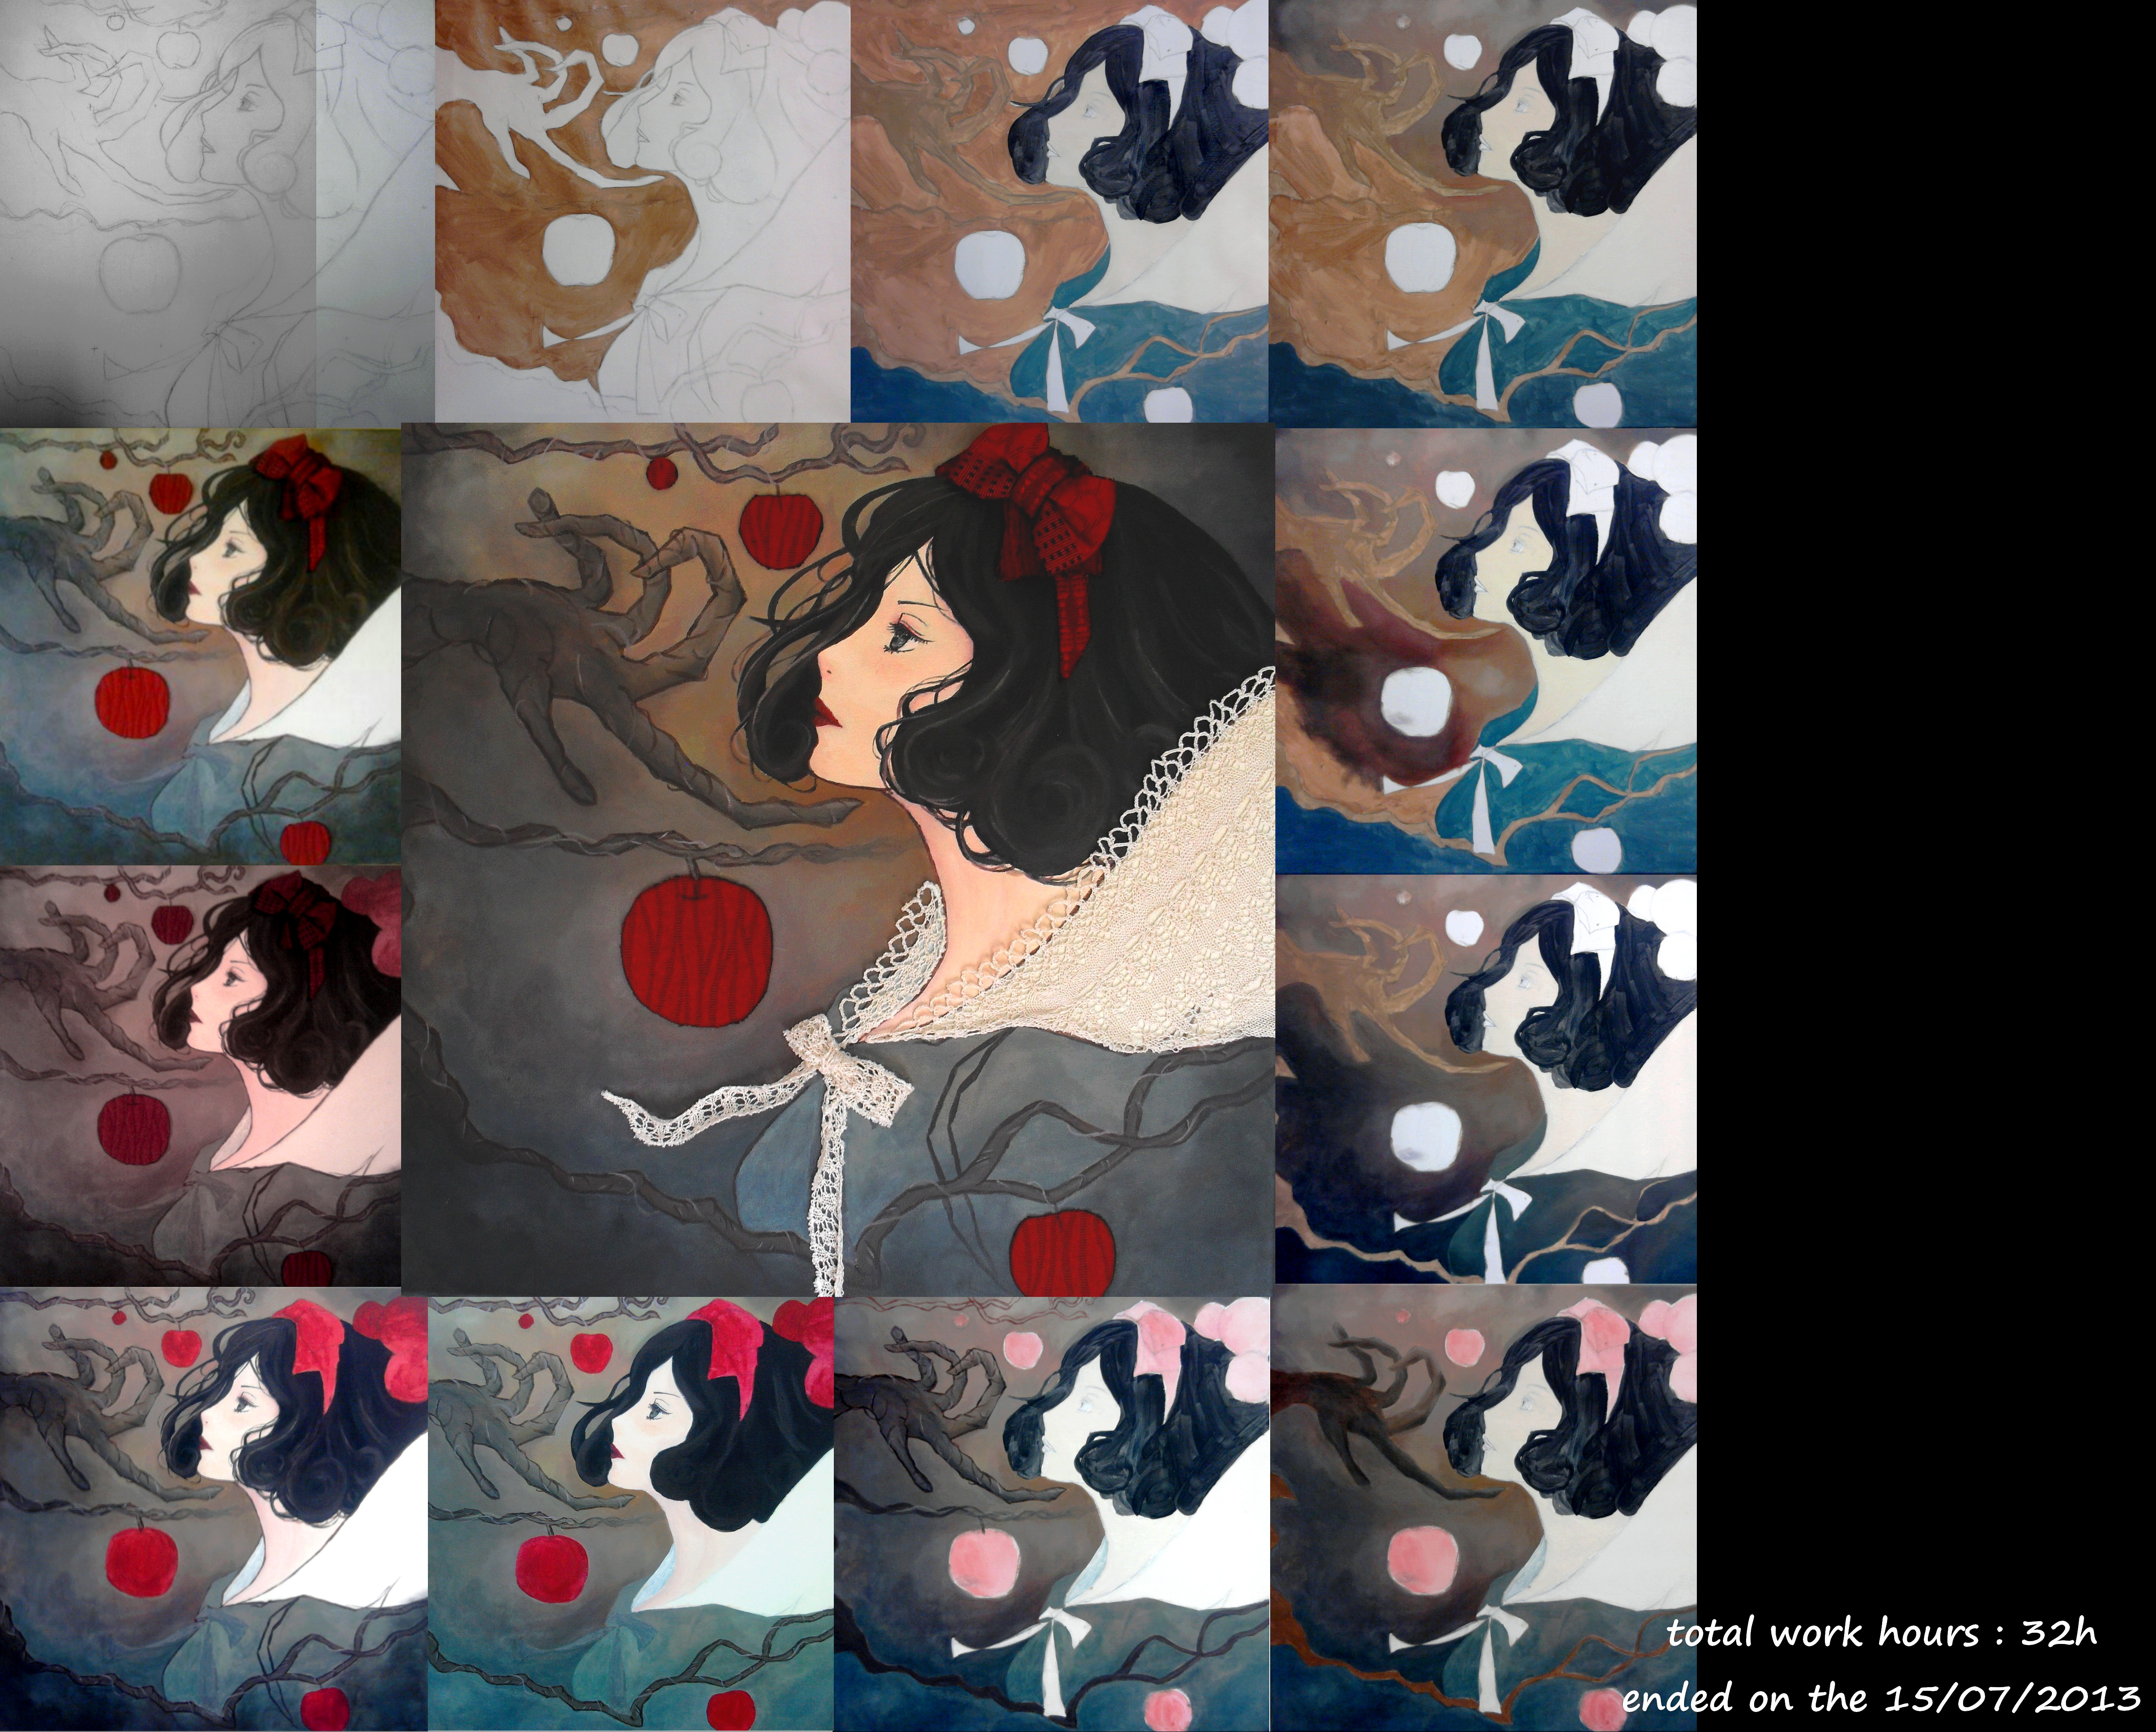 total work hours : 32h
ended on the 15/07/2013